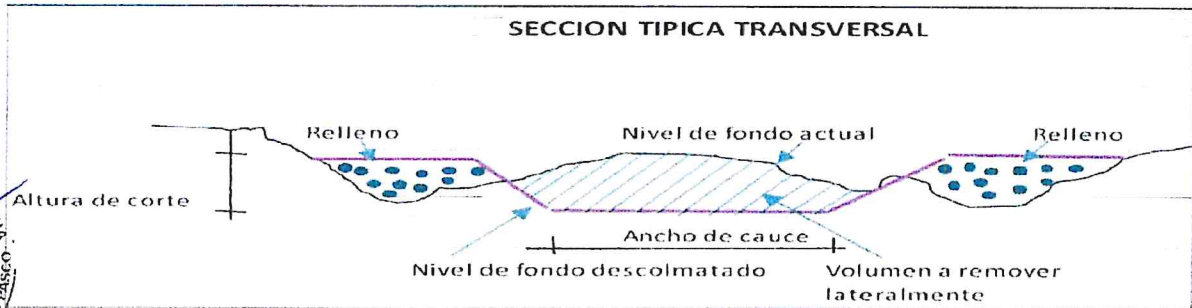 SECCION TIPICA TRANSVERSAL
Relleno
Nivel de fondo actual
Relleno
Altura de corte
Ancho de cauce
Nivel de fondo descolmatado
Volumen a remover
lateralmente